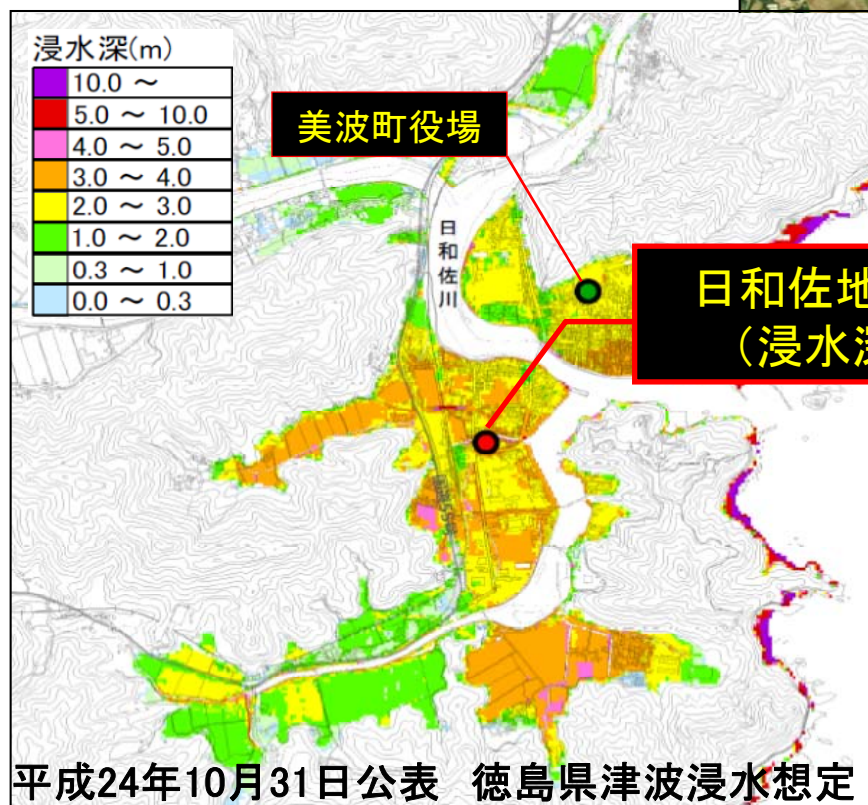 浸水深(m)
10.0 ～
5.0 ～ 10.0
4.0 ～ 5.0
3.0 ～ 4.0
2.0 ～ 3.0
1.0 ～ 2.0
0.3 ～ 1.0
0.0 ～ 0.3
美波町役場
日和佐川
日和佐地
（浸水深
平成24年10月31日公表 徳島県津波浸水想定